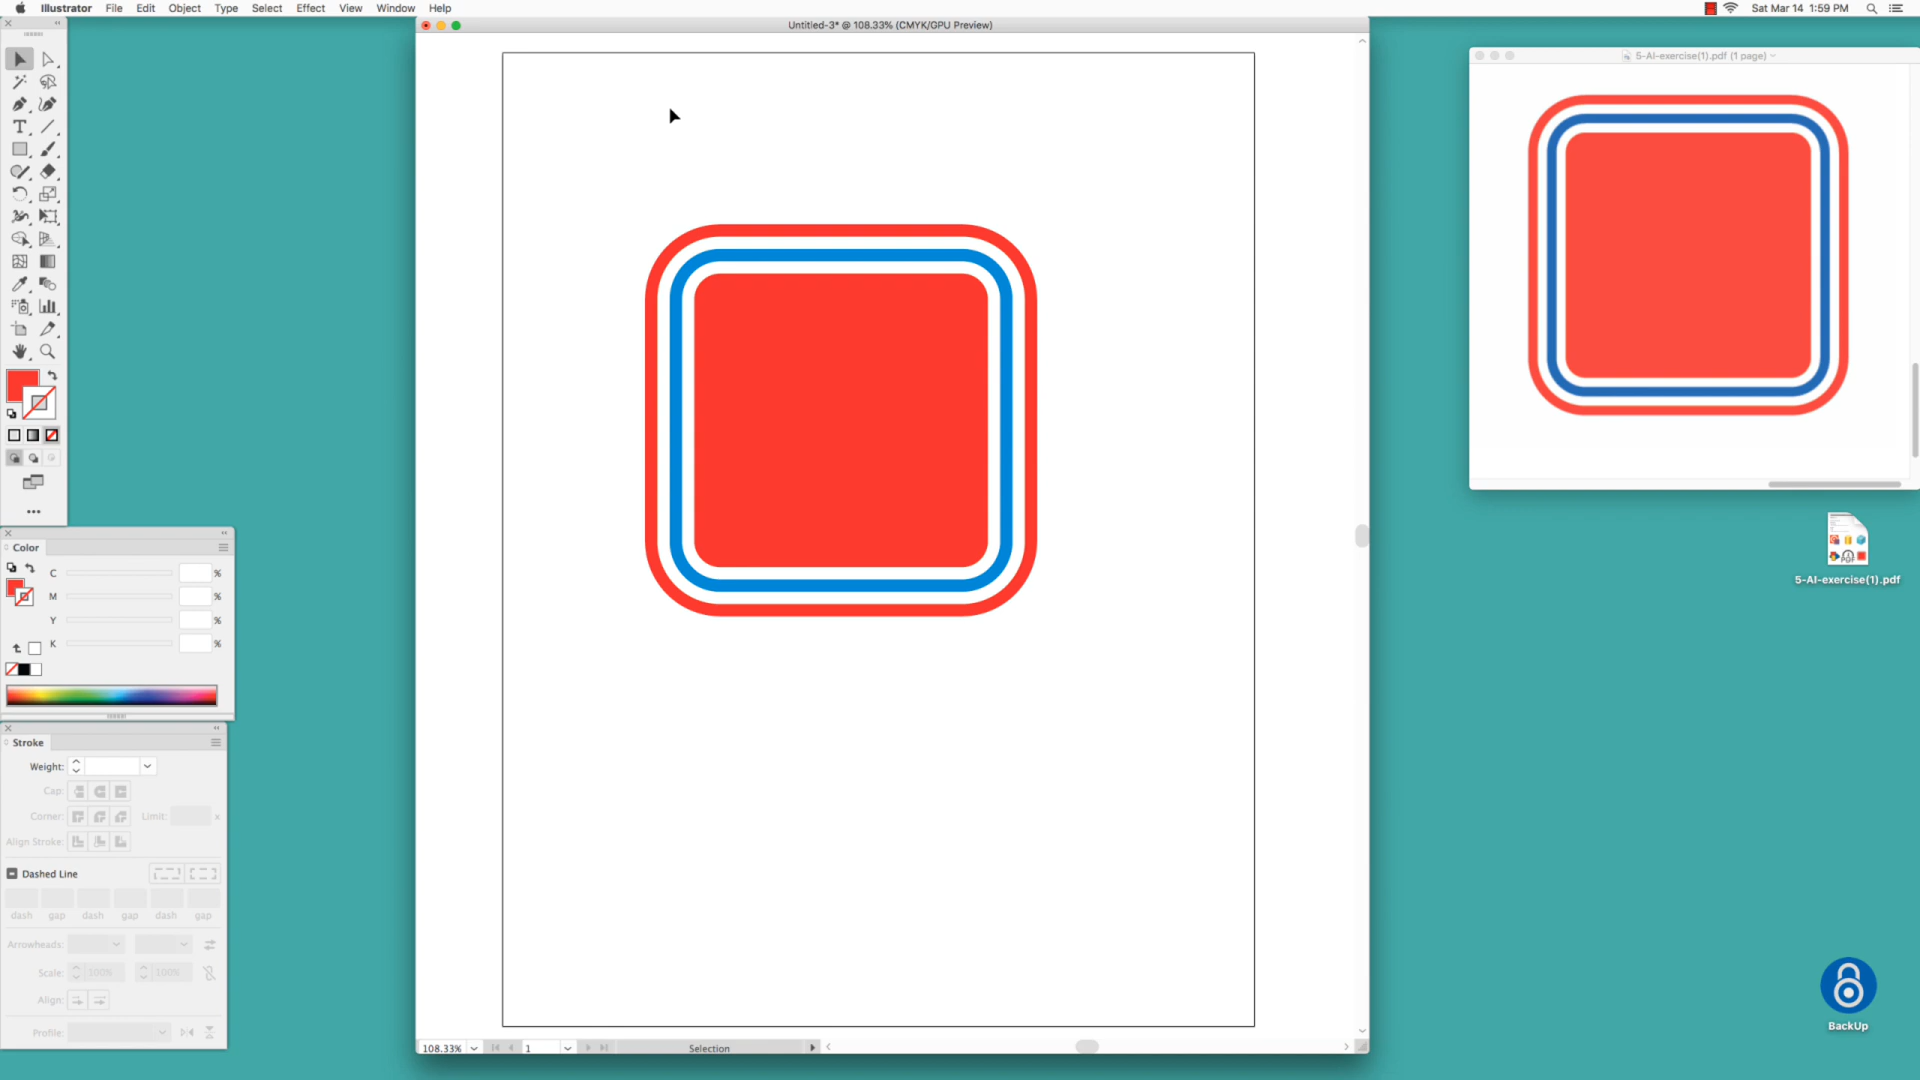 Illustrator File Edit Object Type Select Effect View Window Help
Sat Mar 14 1:59 PM
Untitled-3* @ 108.33% (CMYK/GPU Preview)
5-AI-exercise(1).pdf (1 page)
Color
C %
M %
Y %
K %
Stroke
Weight:
Cap:
Corner: Limit: x
Align Stroke:
Dashed Line
dash gap dash gap dash gap
Arrowheads:
Scale: 100% 100%
Align:
Profile:
108.33% 1 Selection
PDF
5-AI-exercise(1).pdf
BackUp